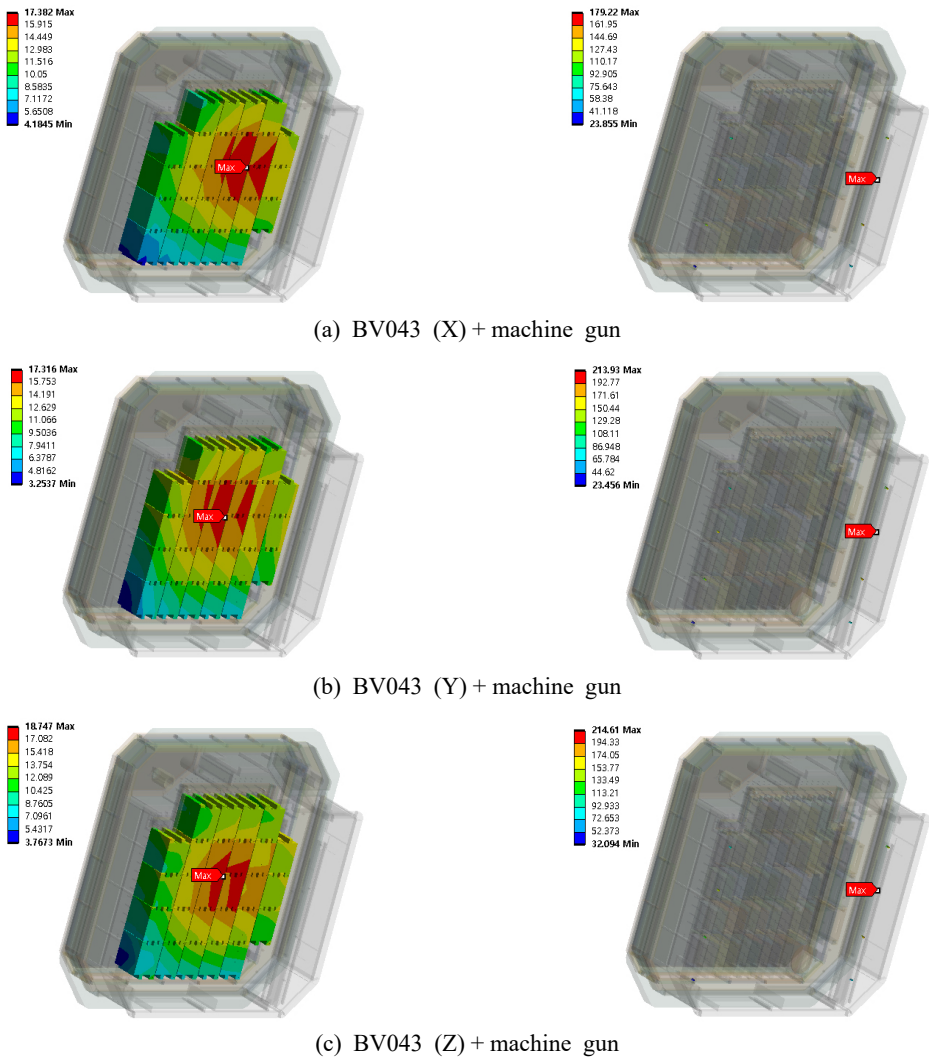 17.382 Max
15.915
14.449
12.983
11.516
10.05
8.5835
7.1172
5.6508
4.1845 Min
Max
179.22 Max
161.95
144.69
127.43
110.17
92.905
75.643
58.38
41.118
23.855 Min
Max
(a) BV043 (X) + machine gun
17.316 Max
15.753
14.191
12.629
11.066
9.5036
7.9411
6.3787
4.8162
3.2537 Min
Max
213.93 Max
192.77
171.61
150.44
129.28
108.11
86.948
65.784
44.62
23.456 Min
Max
(b) BV043 (Y) + machine gun
18.747 Max
17.082
15.418
13.754
12.089
10.425
8.7605
7.0961
5.4317
3.7673 Min
Max
214.61 Max
194.33
174.05
153.77
133.49
113.21
92.933
72.653
52.373
32.094 Min
Max
(c) BV043 (Z) + machine gun